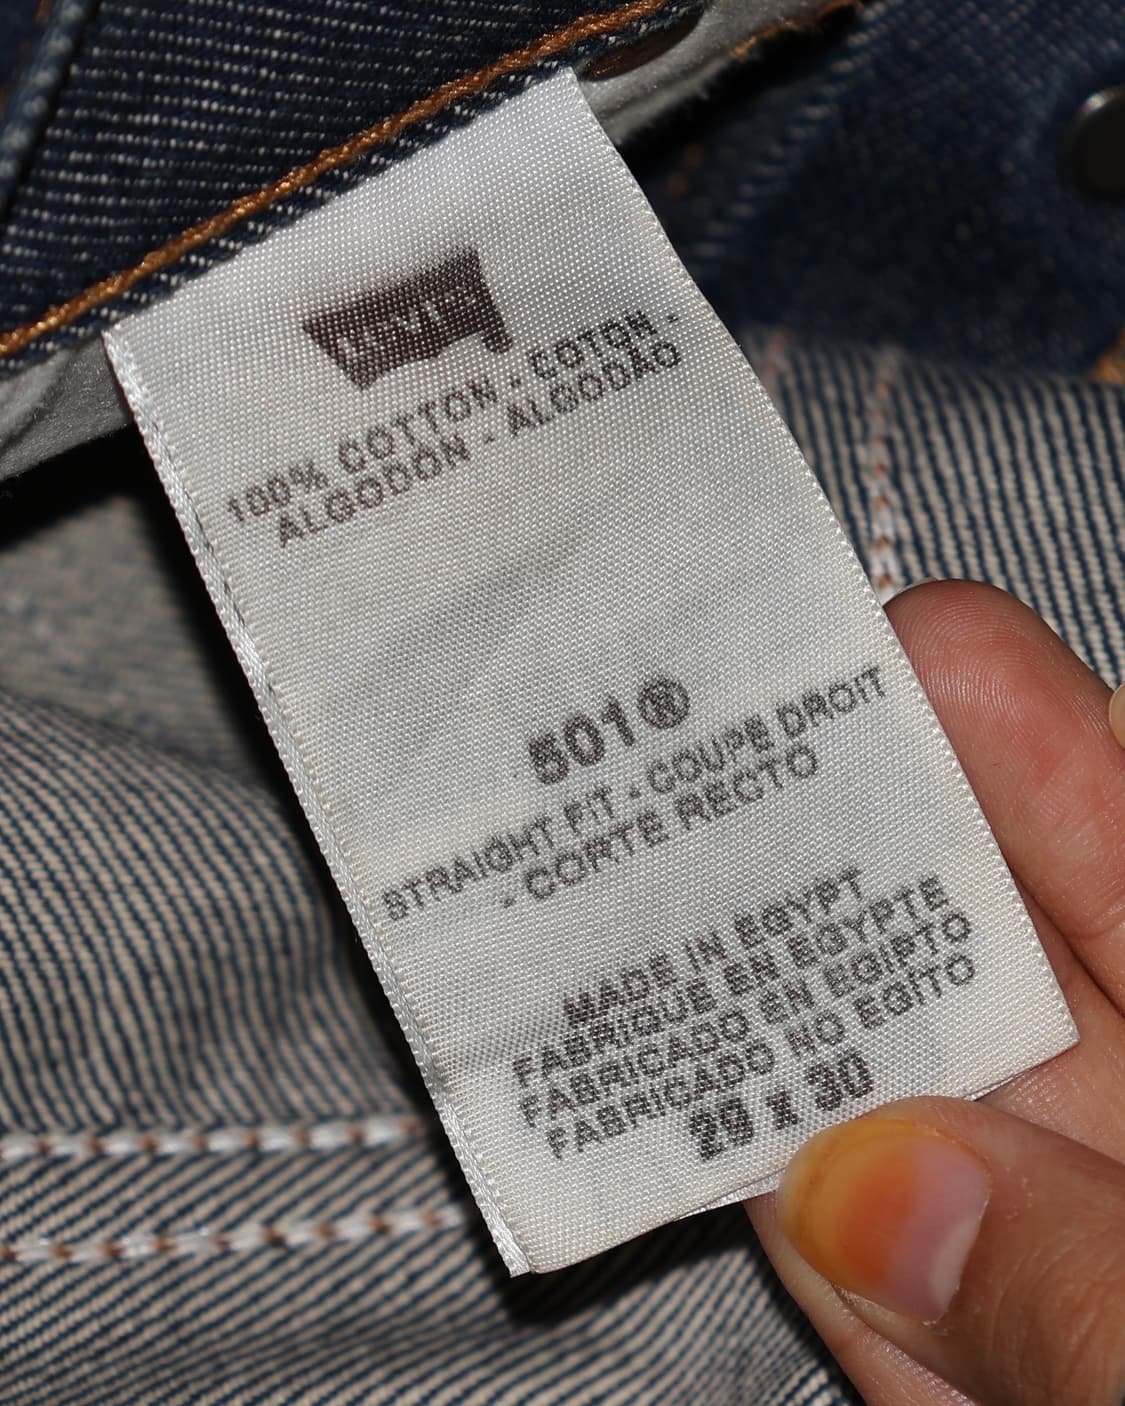 LEVI'S
100% COTTON - COTON -
ALGODON - ALGODAO
501®
STRAIGHT FIT - COUPE DROIT
- CORTE RECTO
MADE IN EGYPT
FABRIQUE EN EGYPTE
FABRICADO EN EGIPTO
FABRICADO NO EGITO
29 x 30